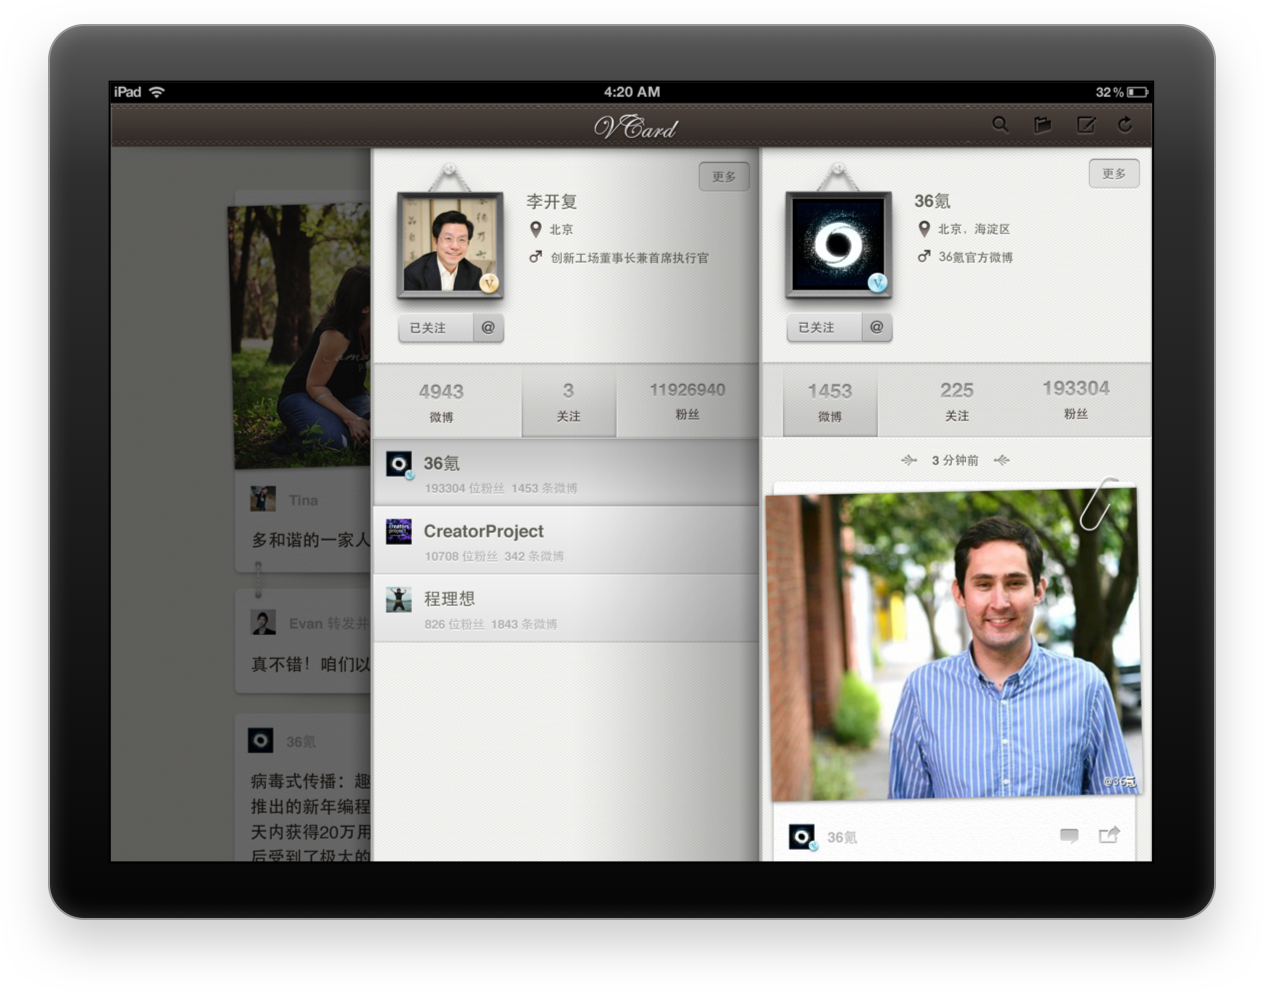 iPad
4:20 AM
32%
VCard
Tina
多和谐的一家人
Evan 转发并
真不错！咱们以
36氪
病毒式传播：趣
推出的新年编程
天内获得20万用
后受到了极大的
更多
李开复
北京
创新工场董事长兼首席执行官
已关注 @
4943
微博
3
关注
11926940
粉丝
36氪
193304 位粉丝 1453 条微博
CreatorProject
10708 位粉丝 342 条微博
程理想
826 位粉丝 1843 条微博
更多
36氪
北京，海淀区
36氪官方微博
已关注 @
1453
微博
225
关注
193304
粉丝
3 分钟前
@36氪
36氪